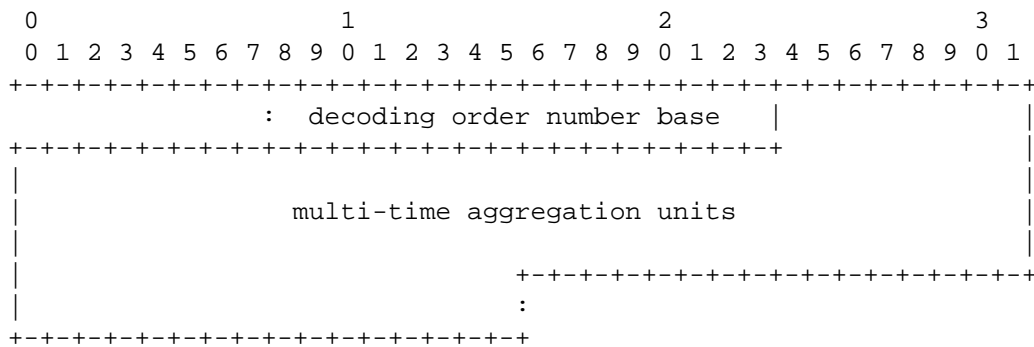 0                   1                   2                   3
 0 1 2 3 4 5 6 7 8 9 0 1 2 3 4 5 6 7 8 9 0 1 2 3 4 5 6 7 8 9 0 1
+-+-+-+-+-+-+-+-+-+-+-+-+-+-+-+-+-+-+-+-+-+-+-+-+-+-+-+-+-+-+-+-+
                :  decoding order number base   |               |
+-+-+-+-+-+-+-+-+-+-+-+-+-+-+-+-+-+-+-+-+-+-+-+-+               |
|                                                               |
|                 multi-time aggregation units                  |
|                                                               |
|                               +-+-+-+-+-+-+-+-+-+-+-+-+-+-+-+-+
|                               :
+-+-+-+-+-+-+-+-+-+-+-+-+-+-+-+-+